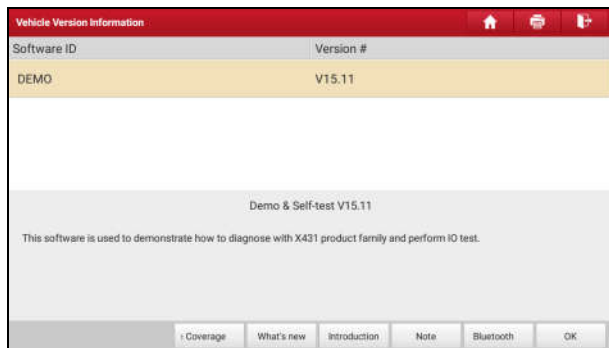 Vehicle Version Information
Software ID Version #
DEMO V15.11
Demo & Self-test V15.11
This software is used to demonstrate how to diagnose with X431 product family and perform IO test.
Coverage What's new Introduction Note Bluetooth OK